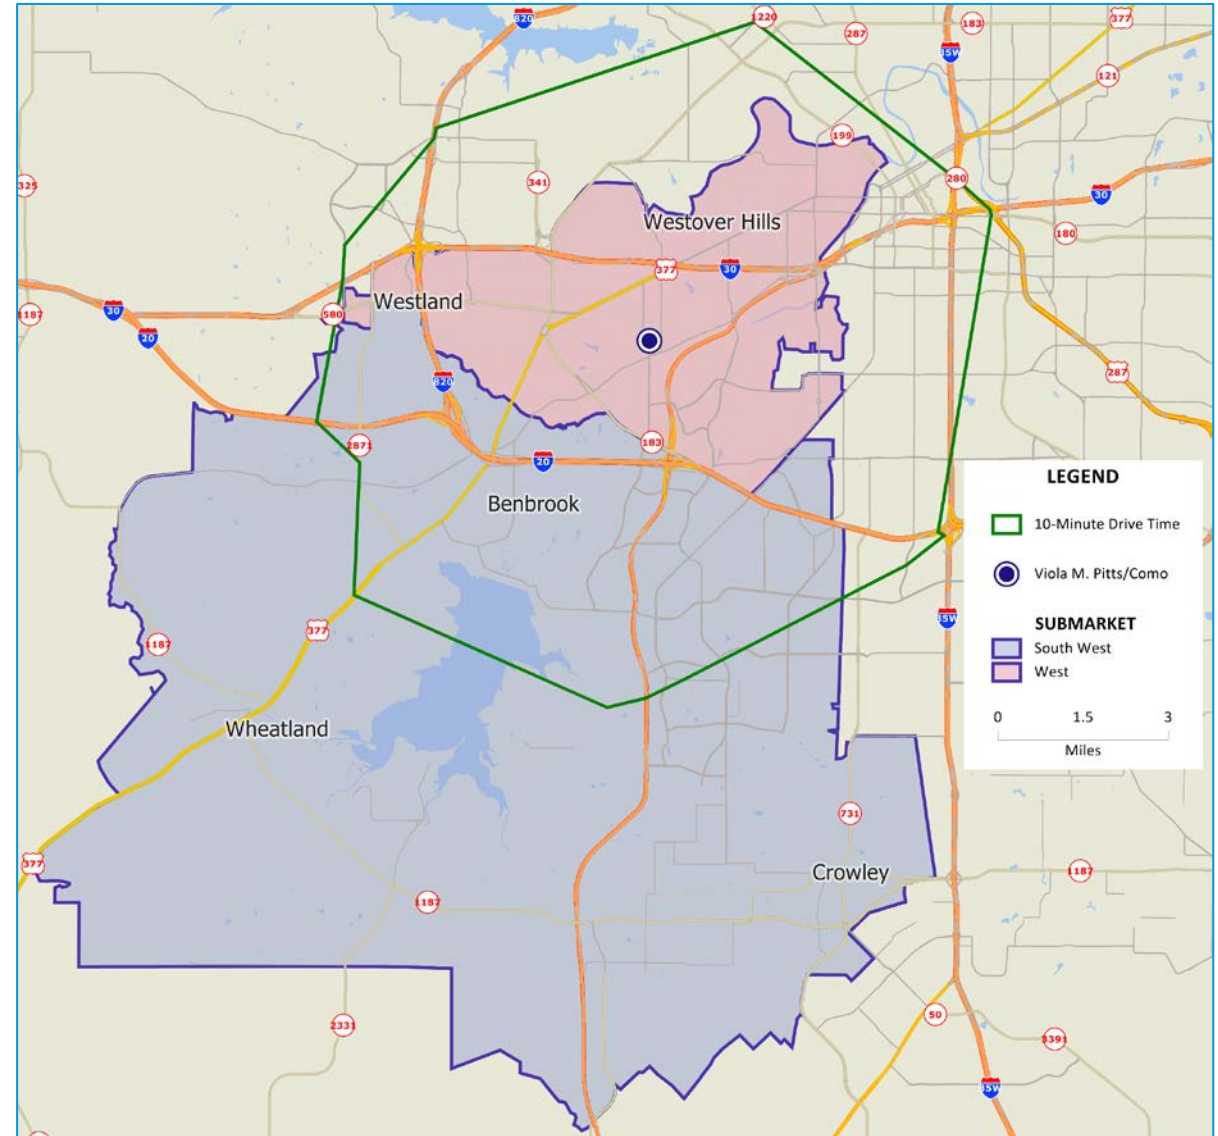 820
1220
377
287
183
35W
121
199
325
341
280
30
180
Westover Hills
377
30
Westland
1187
30
580
20
820
287
183
2871
20
Benbrook
LEGEND
10-Minute Drive Time
Viola M. Pitts/Como
SUBMARKET
South West
West
0 1.5 3
Miles
35W
377
1187
Wheatland
731
377
Crowley
1187
1187
50
2331
3391
35W